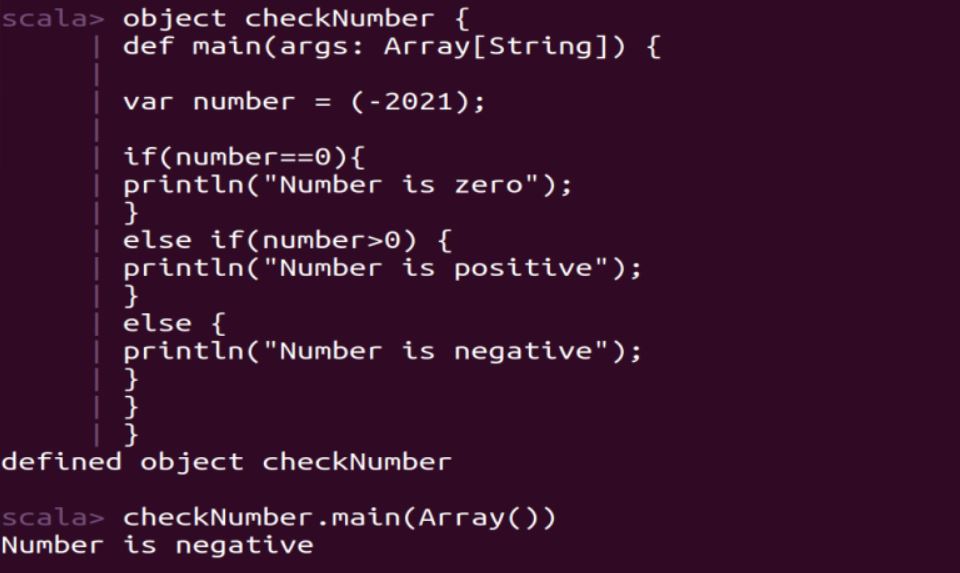 scala> object checkNumber {
| def main(args: Array[String]) {
|
| var number = (-2021);
|
| if(number==0){
| println("Number is zero");
| }
| else if(number>0) {
| println("Number is positive");
| }
| else {
| println("Number is negative");
| }
| }
| }
defined object checkNumber
scala> checkNumber.main(Array())
Number is negative